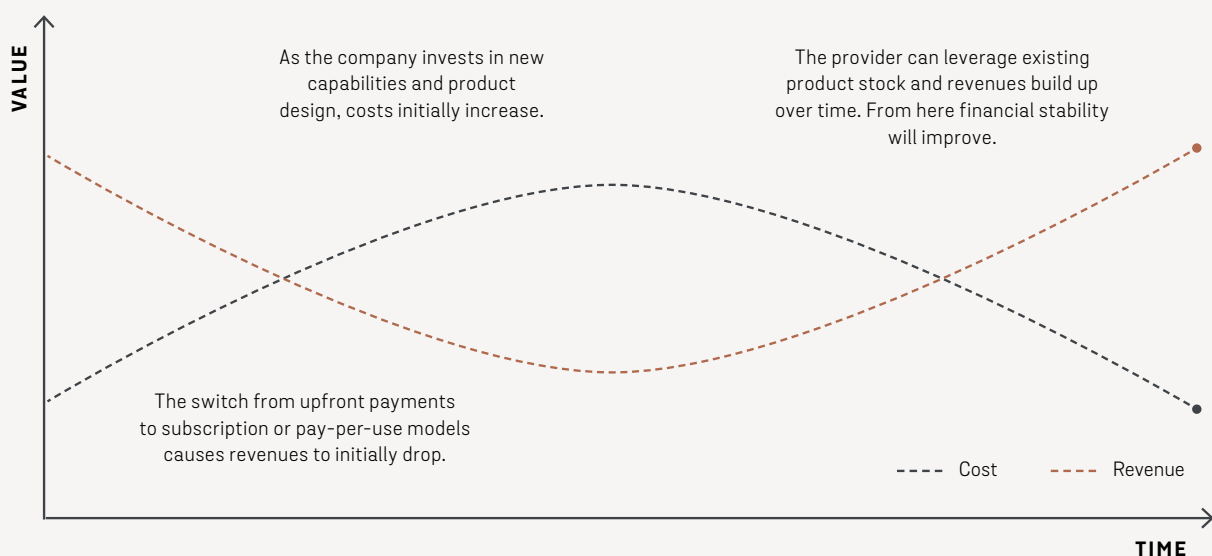 VALUE
As the company invests in new
capabilities and product
design, costs initially increase.
The provider can leverage existing
product stock and revenues build up
over time. From here financial stability
will improve.
The switch from upfront payments
to subscription or pay-per-use models
causes revenues to initially drop.
Cost
Revenue
TIME